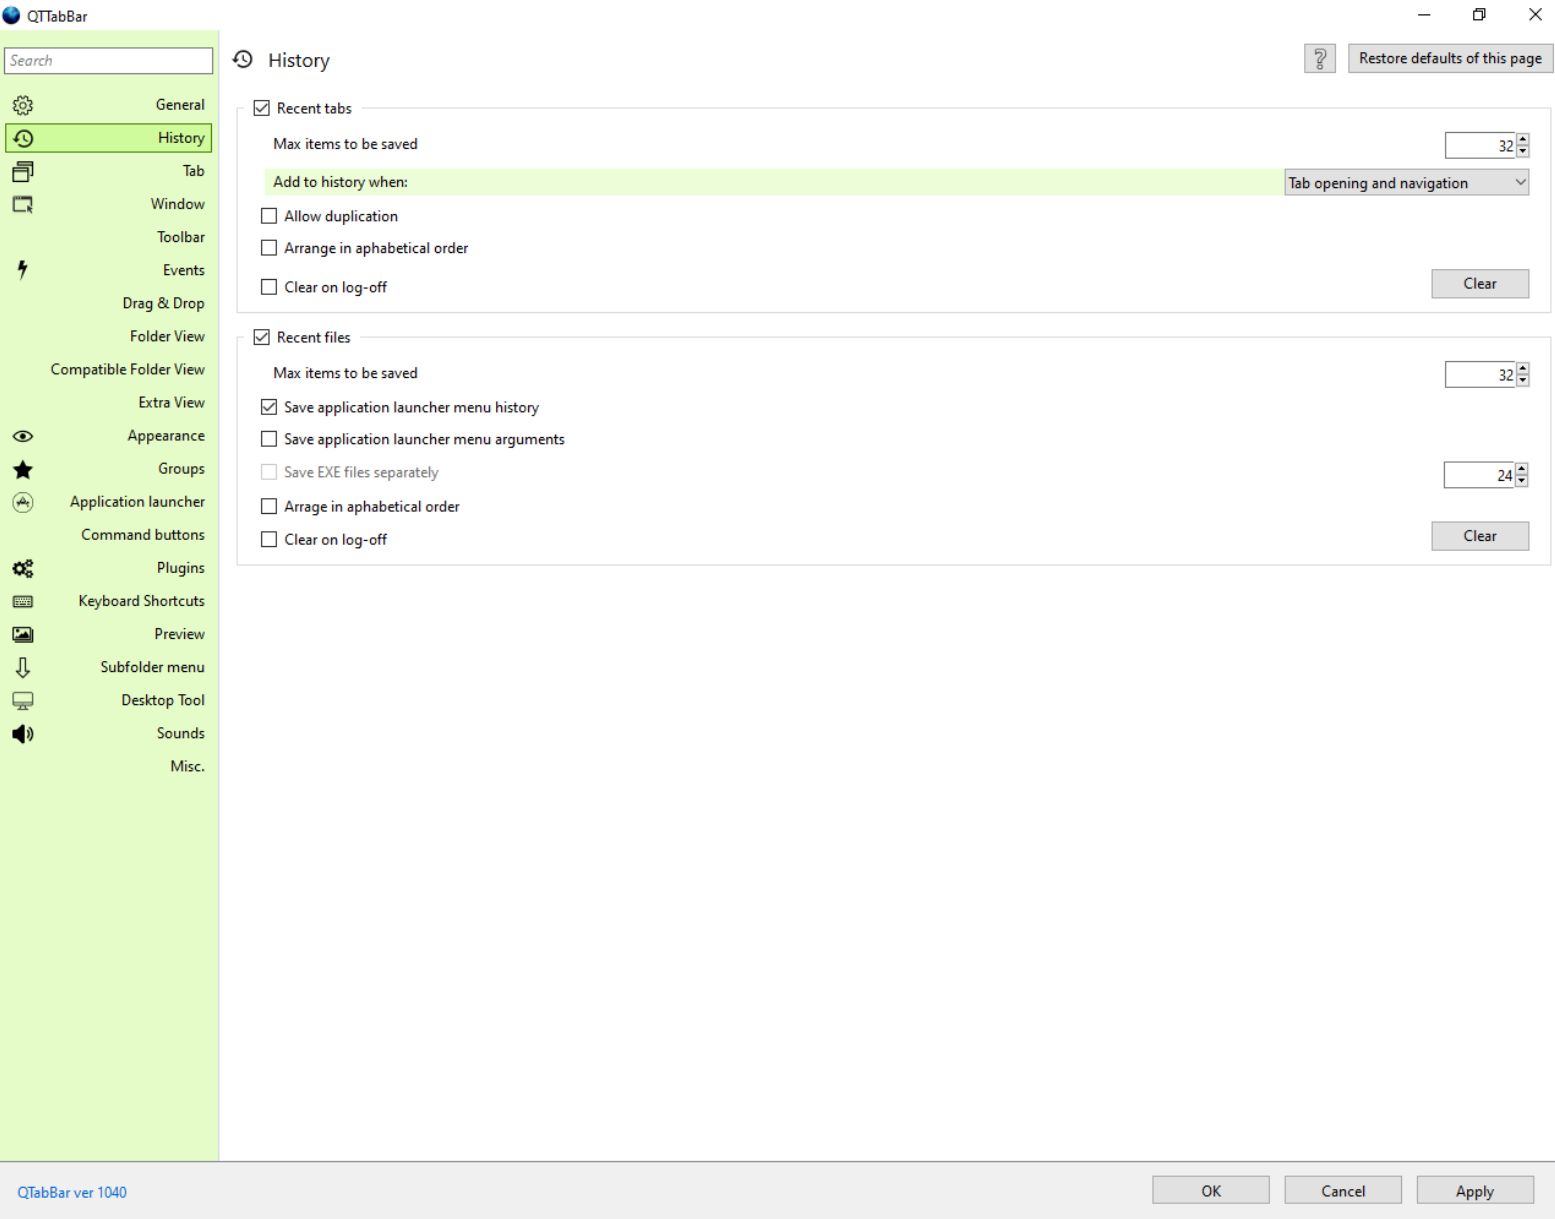 QTTabBar
Search
General
History
Tab
Window
Toolbar
Events
Drag & Drop
Folder View
Compatible Folder View
Extra View
Appearance
Groups
Application launcher
Command buttons
Plugins
Keyboard Shortcuts
Preview
Subfolder menu
Desktop Tool
Sounds
Misc.
History
? Restore defaults of this page
Recent tabs
Max items to be saved 32
Add to history when: Tab opening and navigation
Allow duplication
Arrange in aphabetical order
Clear on log-off Clear
Recent files
Max items to be saved 32
Save application launcher menu history
Save application launcher menu arguments
Save EXE files separately 24
Arrage in aphabetical order
Clear on log-off Clear
QTabBar ver 1040
OK Cancel Apply